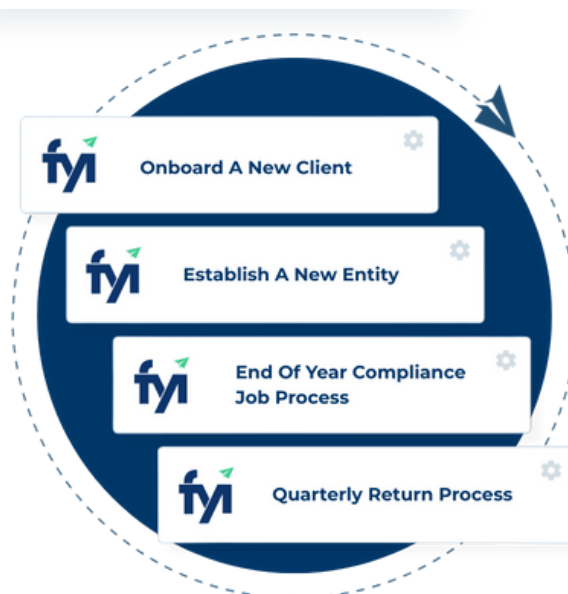 fyi
Onboard A New Client
fyi
Establish A New Entity
fyi
End Of Year Compliance
Job Process
fyi
Quarterly Return Process